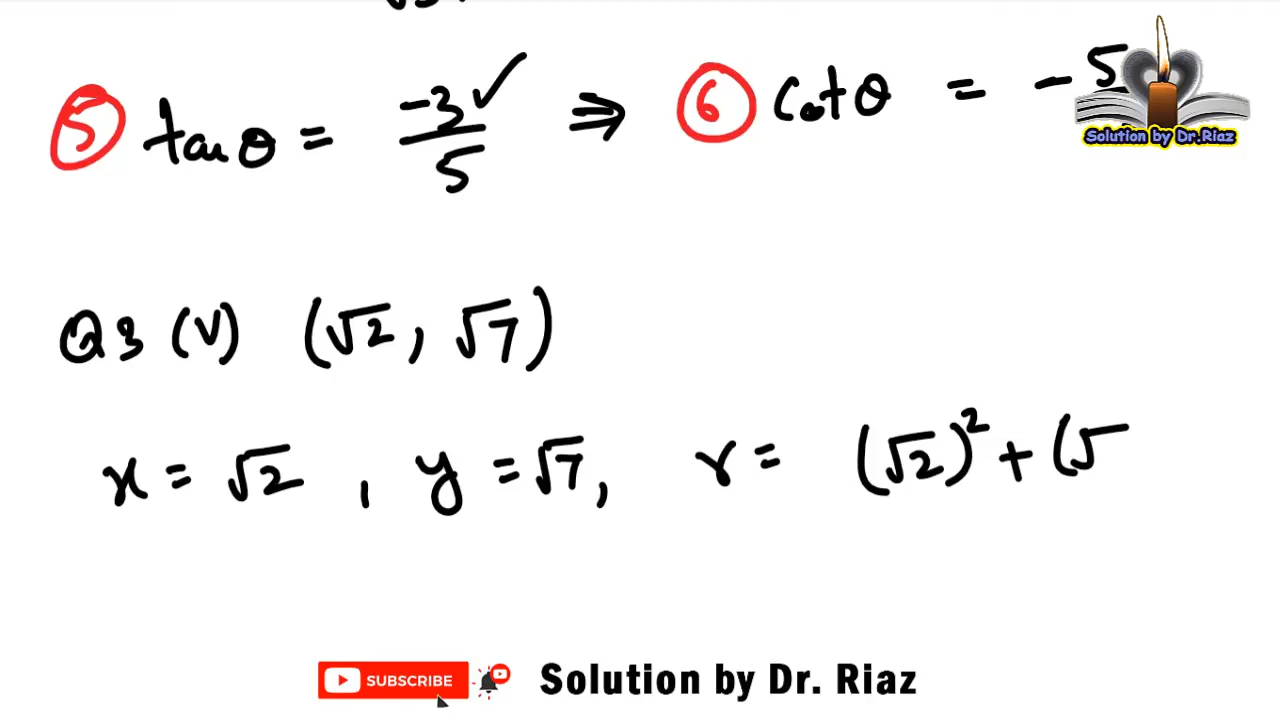 ⑤ tanθ = -3/5 ✓ ⇒ ⑥ cotθ = -5
Solution by Dr.Riaz
Q3 (V) (√2, √7)
x = √2 , y = √7, r = (√2)² + (√
SUBSCRIBE Solution by Dr. Riaz